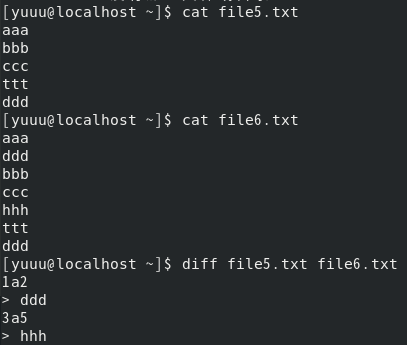 [yuuu@localhost ~]$ cat file5.txt
aaa
bbb
ccc
ttt
ddd
[yuuu@localhost ~]$ cat file6.txt
aaa
ddd
bbb
ccc
hhh
ttt
ddd
[yuuu@localhost ~]$ diff file5.txt file6.txt
1a2
> ddd
3a5
> hhh